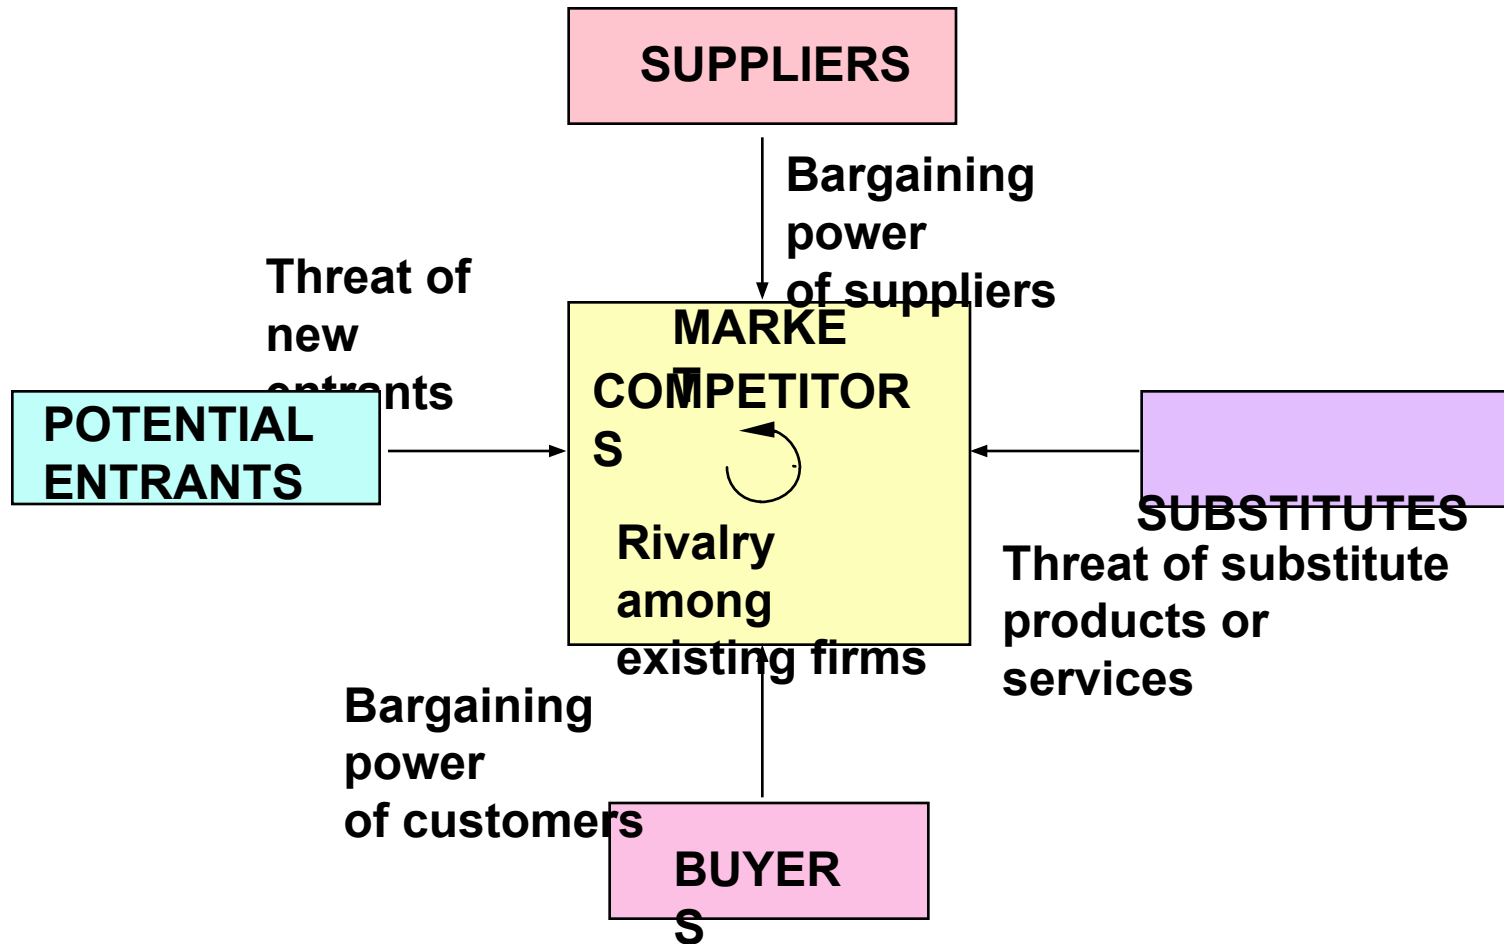 SUPPLIERS
Bargaining
power
of suppliers
Threat of
new
entrants
MARKE
T
COMPETITOR
S
POTENTIAL
ENTRANTS
SUBSTITUTES
Rivalry
among
existing firms
Threat of substitute
products or
services
Bargaining
power
of customers
BUYER
S